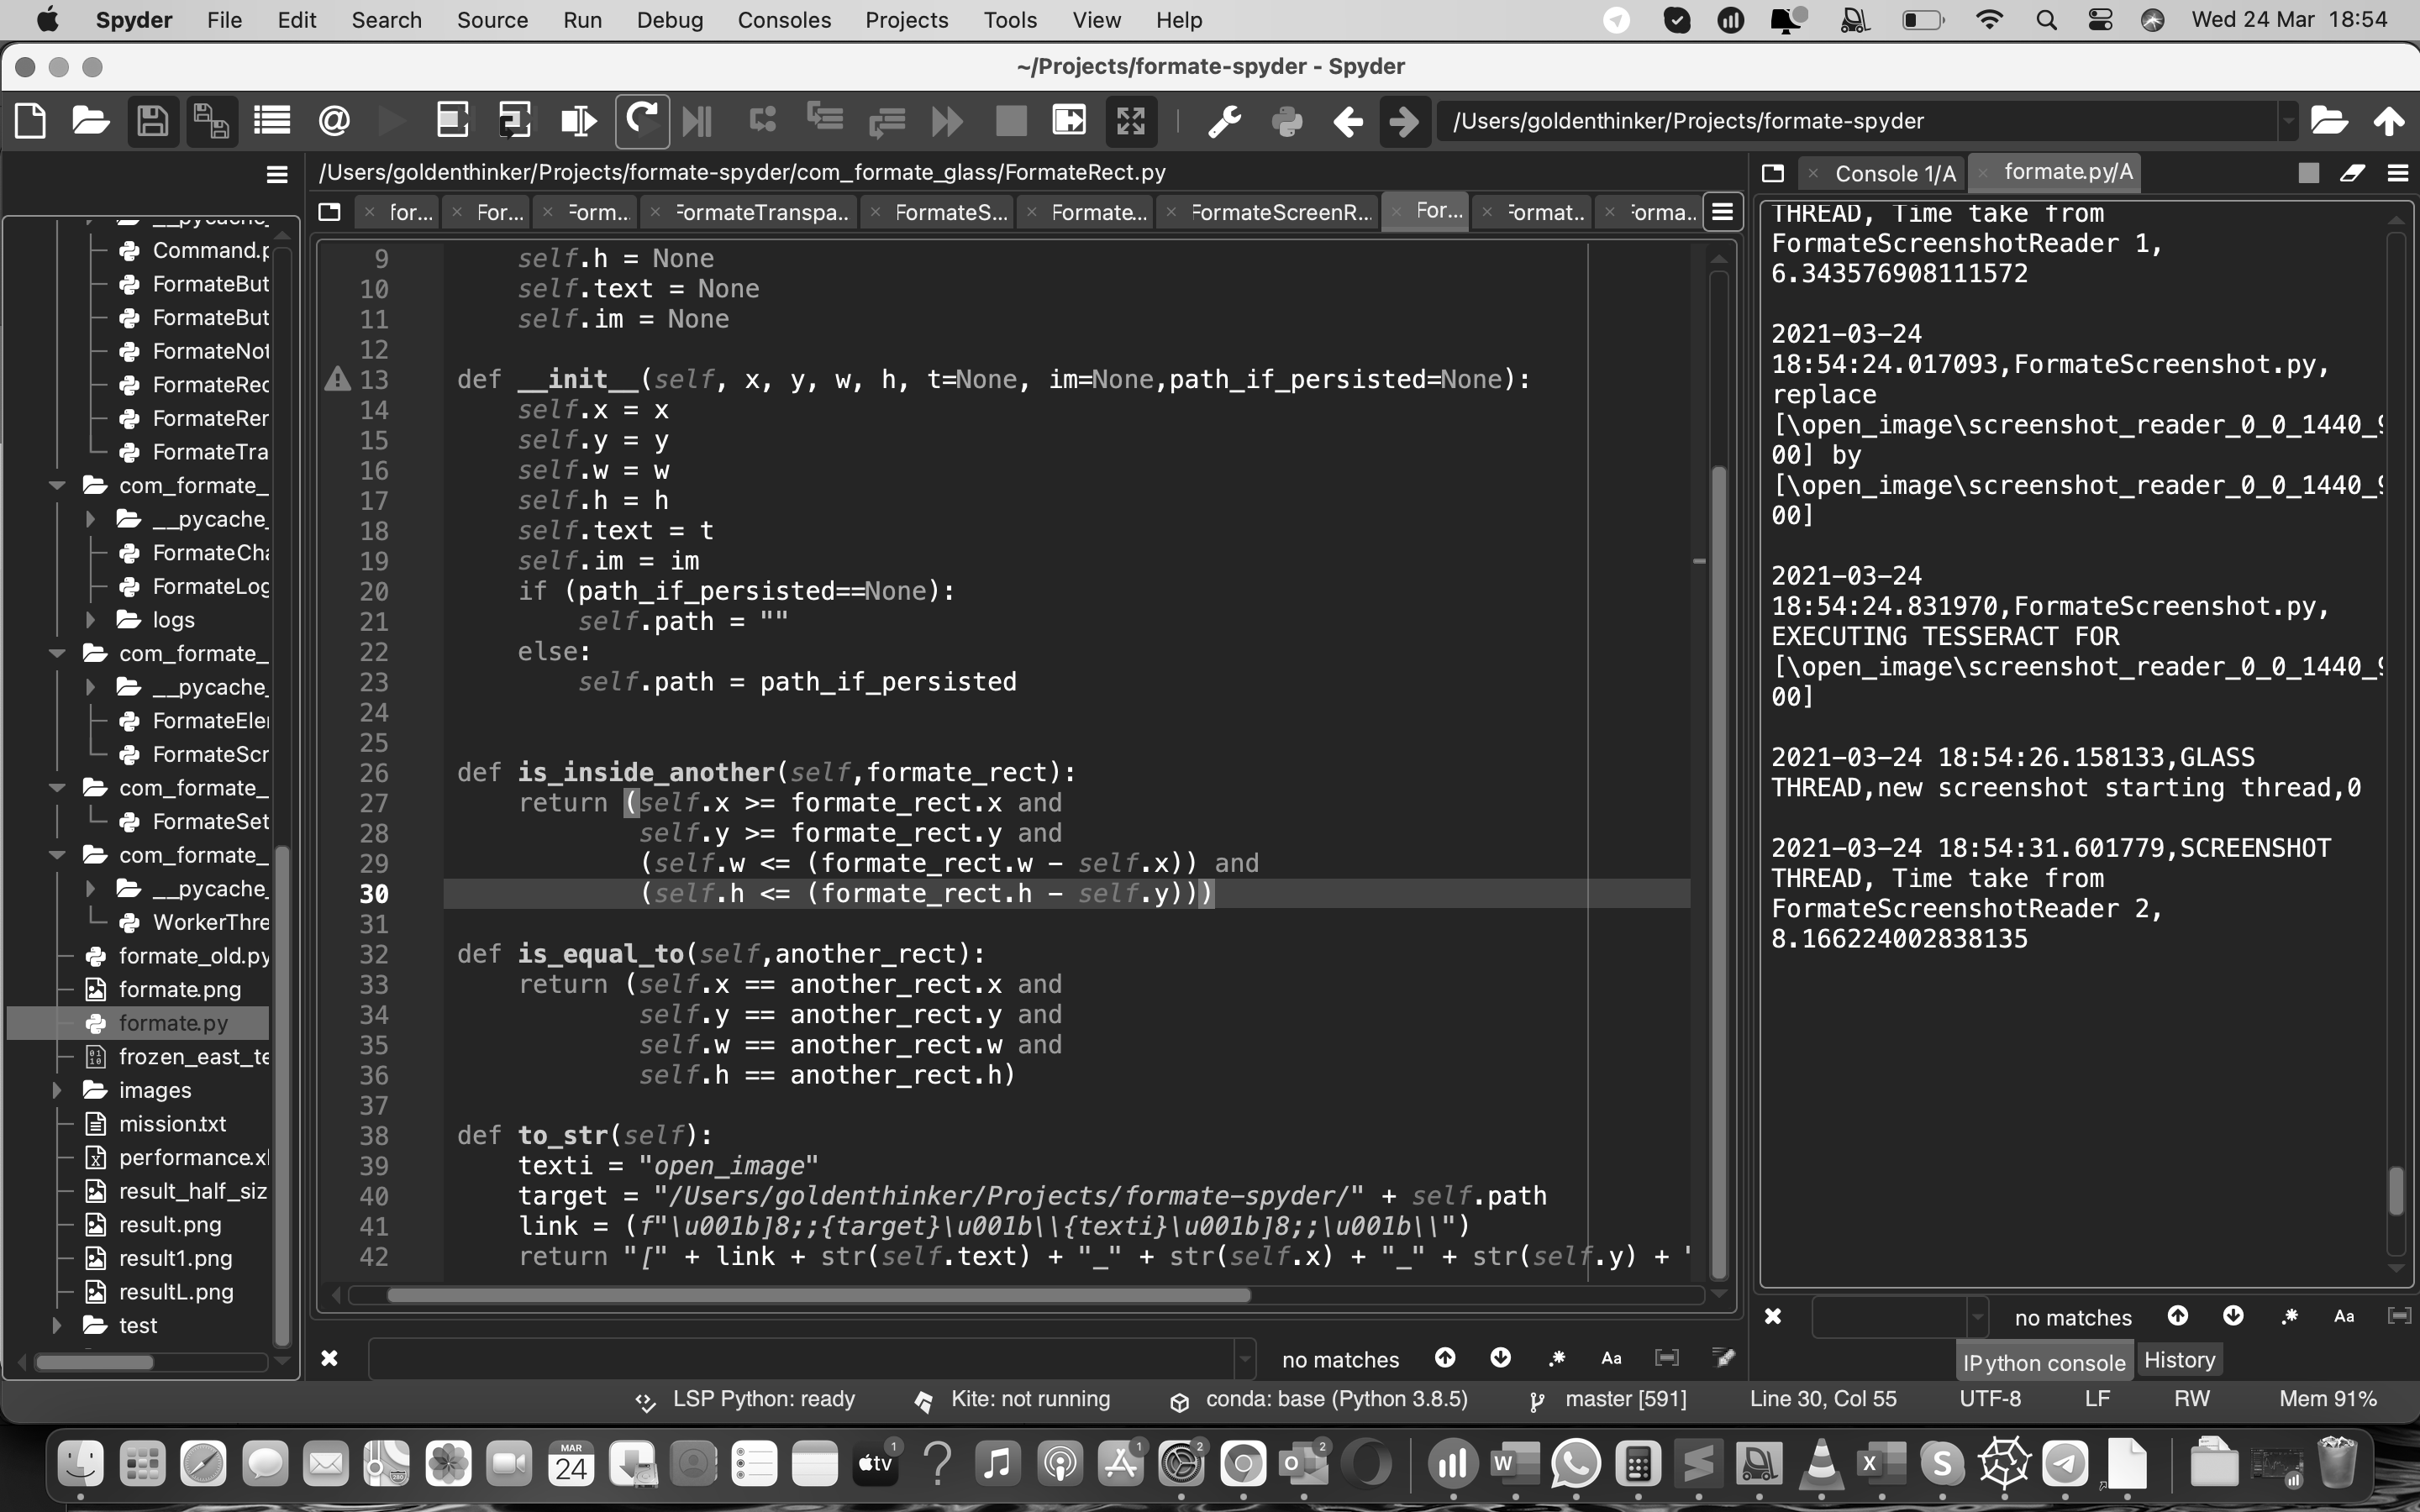 Spyder File Edit Search Source Run Debug Consoles Projects Tools View Help Wed 24 Mar 18:54
~/Projects/formate-spyder - Spyder
/Users/goldenthinker/Projects/formate-spyder
/Users/goldenthinker/Projects/formate-spyder/com_formate_glass/FormateRect.py
for... For... Form... FormateTranspa.. FormateS... Formate... FormateScreenR.. For... Format.. Forma..
__pycache_
Command.p
FormateBut
FormateBut
FormateNot
FormateRec
FormateRer
FormateTra
com_formate_
__pycache_
FormateCha
FormateLog
logs
com_formate_
__pycache_
FormateEler
FormateScr
com_formate_
FormateSet
com_formate_
__pycache_
WorkerThre
formate_old.py
formate.png
formate.py
frozen_east_te
images
mission.txt
performance.xl
result_half_siz
result.png
result1.png
resultL.png
test
9 self.h = None
10 self.text = None
11 self.im = None
12
13 def __init__(self, x, y, w, h, t=None, im=None,path_if_persisted=None):
14 self.x = x
15 self.y = y
16 self.w = w
17 self.h = h
18 self.text = t
19 self.im = im
20 if (path_if_persisted==None):
21 self.path = ""
22 else:
23 self.path = path_if_persisted
24
25
26 def is_inside_another(self,formate_rect):
27 return (self.x >= formate_rect.x and
28 self.y >= formate_rect.y and
29 (self.w <= (formate_rect.w - self.x)) and
30 (self.h <= (formate_rect.h - self.y)))
31
32 def is_equal_to(self,another_rect):
33 return (self.x == another_rect.x and
34 self.y == another_rect.y and
35 self.w == another_rect.w and
36 self.h == another_rect.h)
37
38 def to_str(self):
39 texti = "open_image"
40 target = "/Users/goldenthinker/Projects/formate-spyder/" + self.path
41 link = (f"\u001b]8;;{target}\u001b\\{texti}\u001b]8;;\u001b\\")
42 return "[" + link + str(self.text) + "_" + str(self.x) + "_" + str(self.y) + "
no matches Aa
Console 1/A formate.py/A
THREAD, Time take from
FormateScreenshotReader 1,
6.343576908111572
2021-03-24
18:54:24.017093,FormateScreenshot.py,
replace
[\open_image\screenshot_reader_0_0_1440_9
00] by
[\open_image\screenshot_reader_0_0_1440_9
00]
2021-03-24
18:54:24.831970,FormateScreenshot.py,
EXECUTING TESSERACT FOR
[\open_image\screenshot_reader_0_0_1440_9
00]
2021-03-24 18:54:26.158133,GLASS
THREAD,new screenshot starting thread,0
2021-03-24 18:54:31.601779,SCREENSHOT
THREAD, Time take from
FormateScreenshotReader 2,
8.166224002838135
no matches Aa
IPython console History
LSP Python: ready Kite: not running conda: base (Python 3.8.5) master [591] Line 30, Col 55 UTF-8 LF RW Mem 91%
MAR
24
tv
1
1
2
2